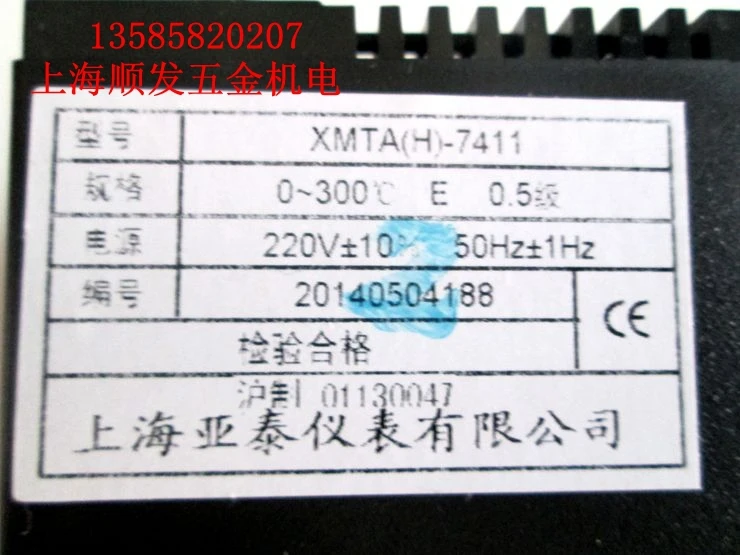 13585820207
上海顺发五金机电
型号 XMTA(H)-7411
规格 0~300℃ E 0.5级
电源 220V±10% 50Hz±1Hz
编号 20140504188
CE
检验合格
沪制 01130047
上海亚泰仪表有限公司